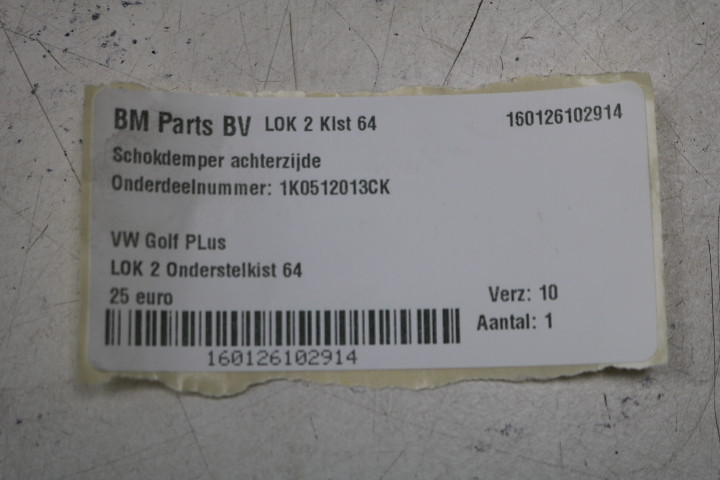 BM Parts BV LOK 2 Kist 64 160126102914
Schokdemper achterzijde
Onderdeelnummer: 1K0512013CK
VW Golf PLus
LOK 2 Onderstelkist 64
25 euro Verz: 10
Aantal: 1
160126102914